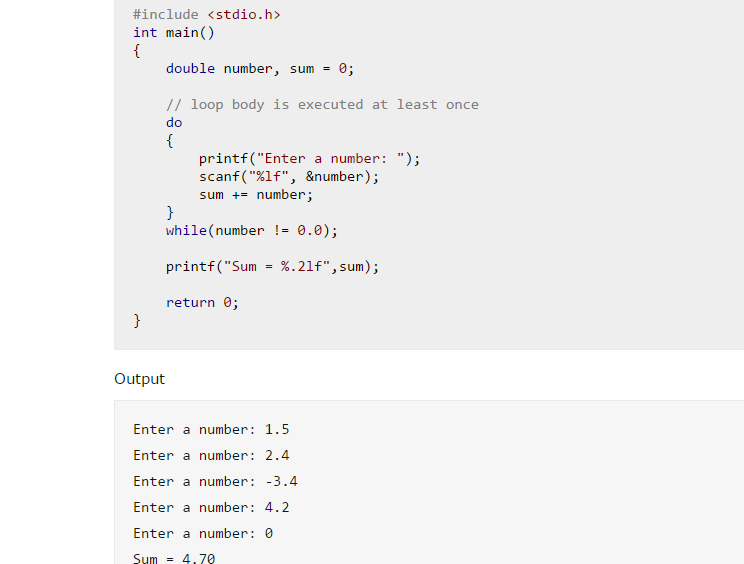 #include <stdio.h>
int main()
{
    double number, sum = 0;

    // loop body is executed at least once
    do
    {
        printf("Enter a number: ");
        scanf("%lf", &number);
        sum += number;
    }
    while(number != 0.0);

    printf("Sum = %.2lf",sum);

    return 0;
}
Output
Enter a number: 1.5
Enter a number: 2.4
Enter a number: -3.4
Enter a number: 4.2
Enter a number: 0
Sum = 4.70